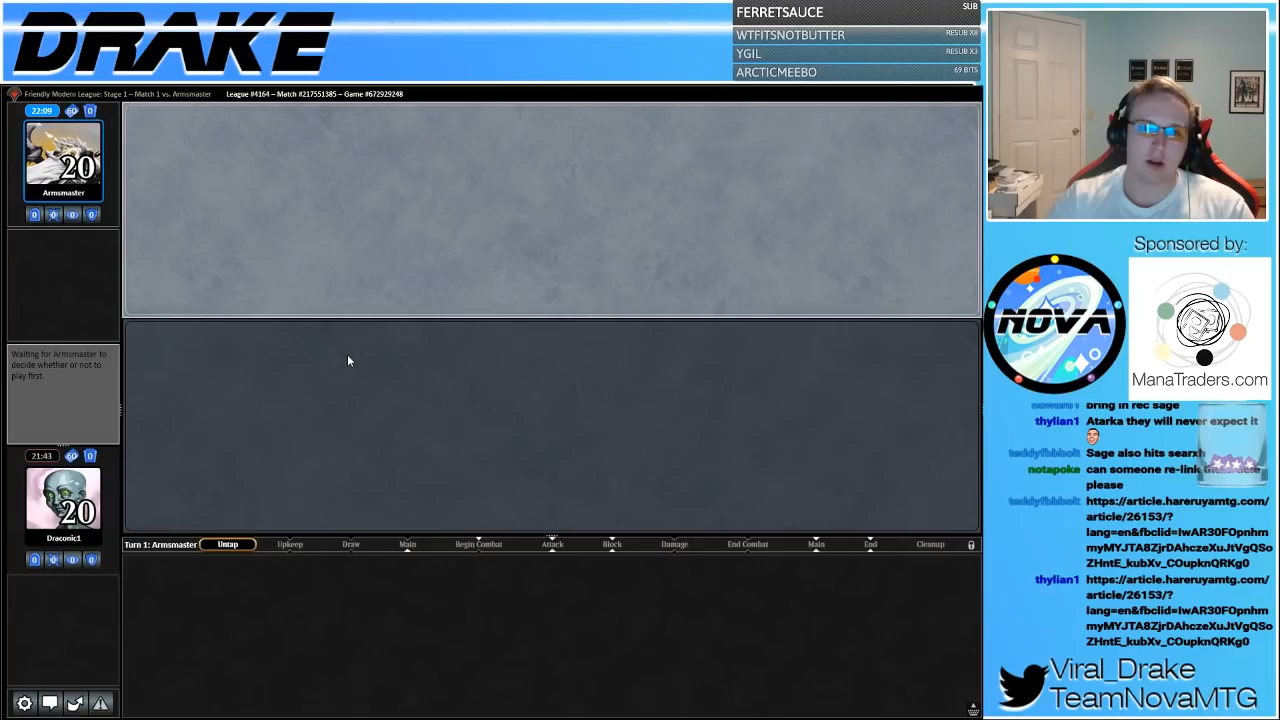 DRAKE
FERRETSAUCE SUB
WTFITSNOTBUTTER RESUB X8
YGIL RESUB X3
ARCTICMEEBO 69 BITS
Friendly Modern League: Stage 1 - Match 1 vs. Armsmaster League #4164 - Match #217551385 - Game #672929248
22:09 60 0
20
Armsmaster
0 0 0 0
Waiting for Armsmaster to
decide whether or not to
play first.
21:43 60 0
20
Draconic1
0 0 0 0
Turn 1: Armsmaster Untap Upkeep Draw Main Begin Combat Attack Block Damage End Combat Main End Cleanup
Sponsored by:
NOVA
ManaTraders.com
bring in rec sage
thylian1 Atarka they will never expect it
teddyfbbolt Sage also hits
notapoke can someone re-link
please
https://article.hareruyamtg.com/
article/26153/?
lang=en&fbclid=IwAR30FOpnhm
myMYJTA8ZjrDAhczeXuJtVgQSo
ZHntE_kubXv_COupknQRKg0
thylian1 https://article.hareruyamtg.com/
article/26153/?
lang=en&fbclid=IwAR30FOpnhm
myMYJTA8ZjrDAhczeXuJtVgQSo
ZHntE_kubXv_COupknQRKg0
Viral_Drake
TeamNovaMTG